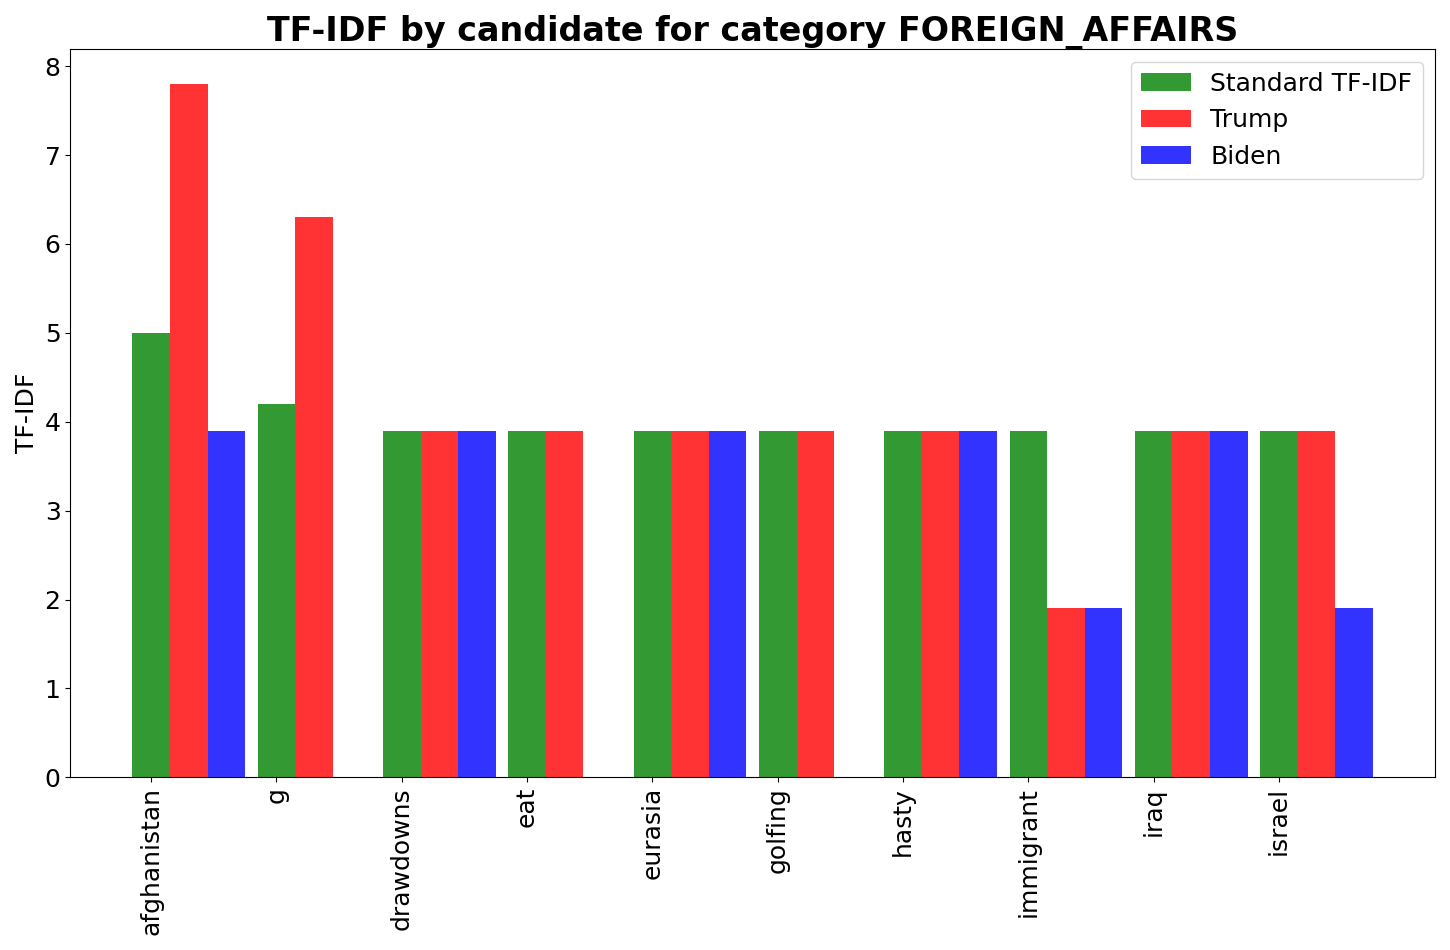 TF-IDF by candidate for category FOREIGN_AFFAIRS
Standard TF-IDF
Trump
Biden
TF-IDF
8
7
6
5
4
3
2
1
0
afghanistan
g
drawdowns
eat
eurasia
golfing
hasty
immigrant
iraq
israel